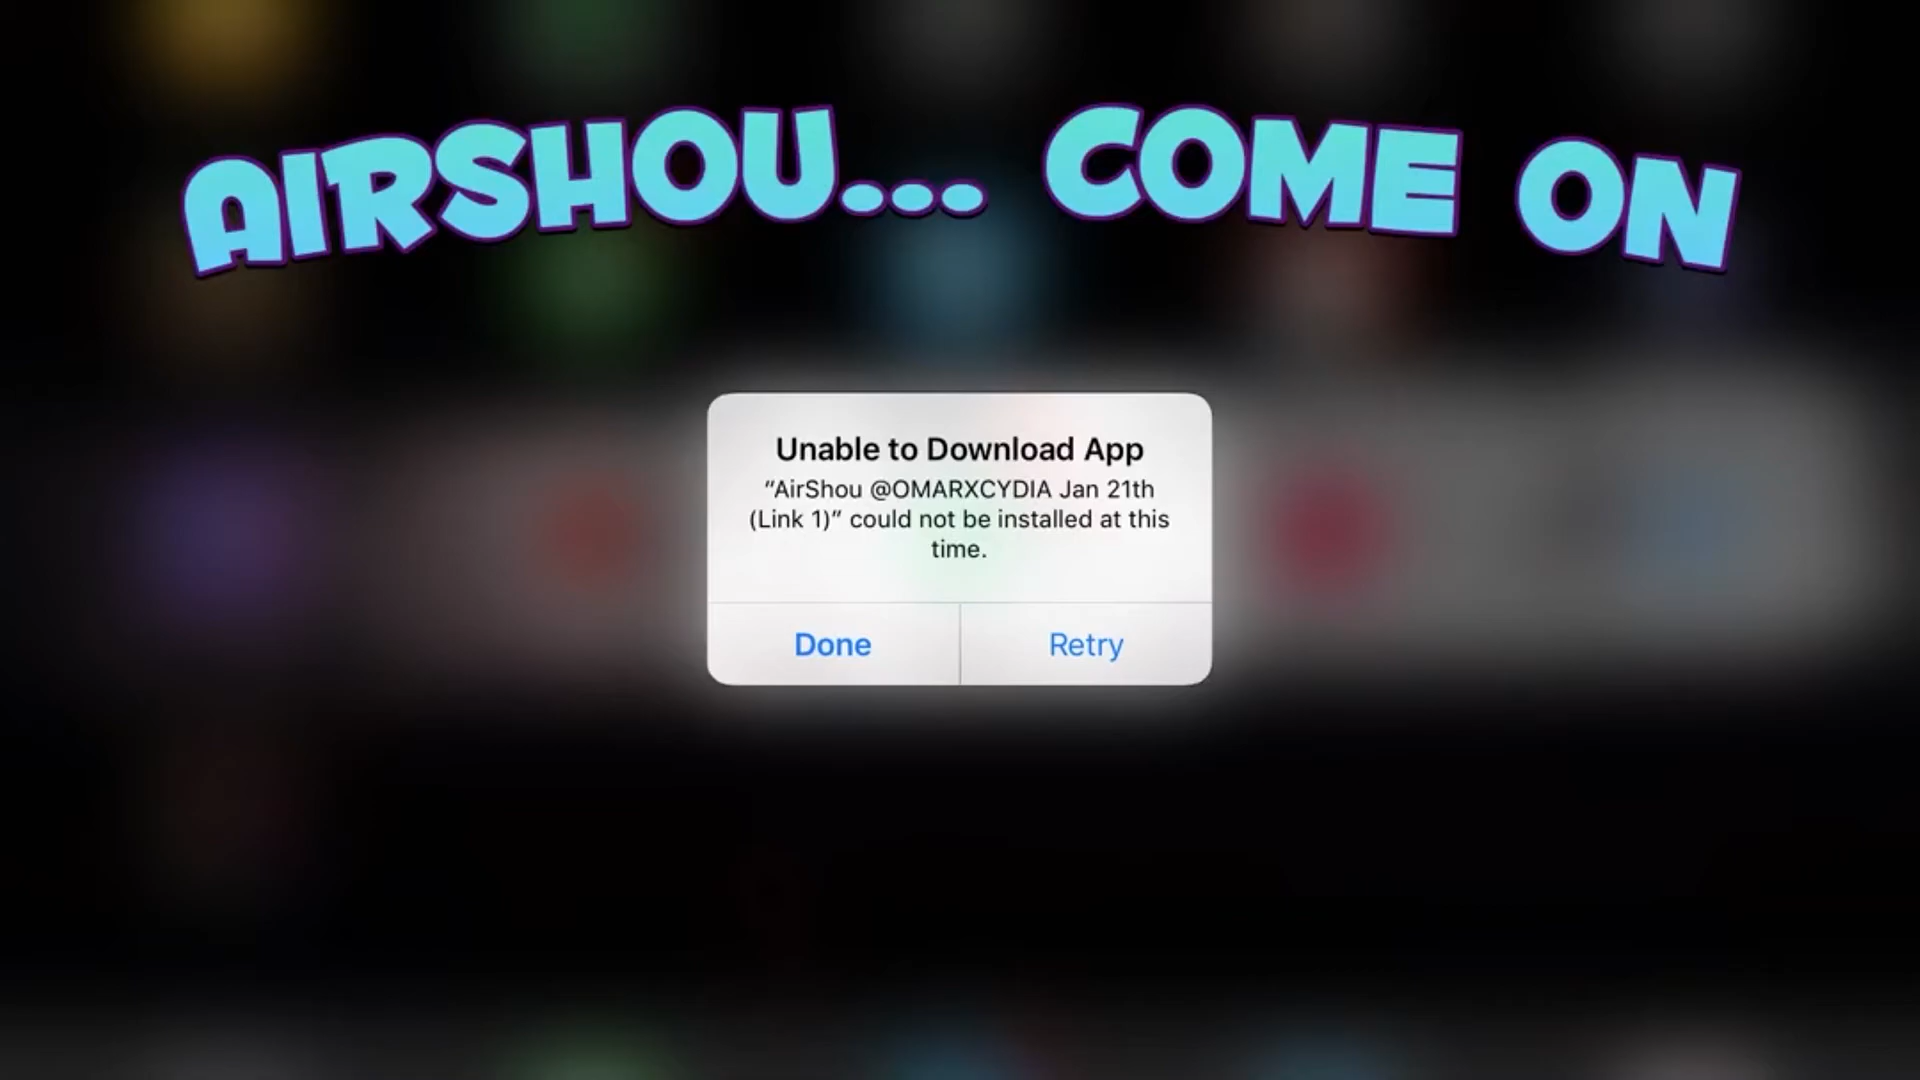 AIRSHOU... COME ON
Unable to Download App
“AirShou @OMARXCYDIA Jan 21th
(Link 1)” could not be installed at this
time.
Done
Retry